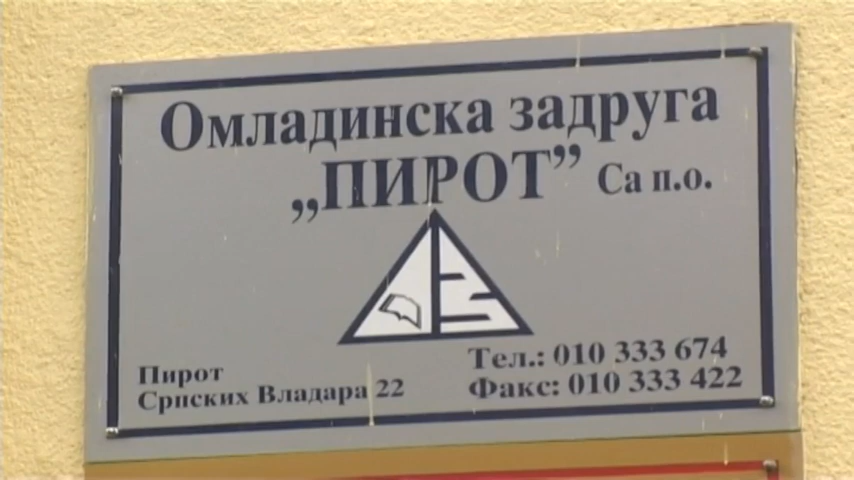 Омладинска задруга
„ПИРОТ” Са п.о.
Пирот
Српских Владара 22
Тел.: 010 333 674
Факс: 010 333 422